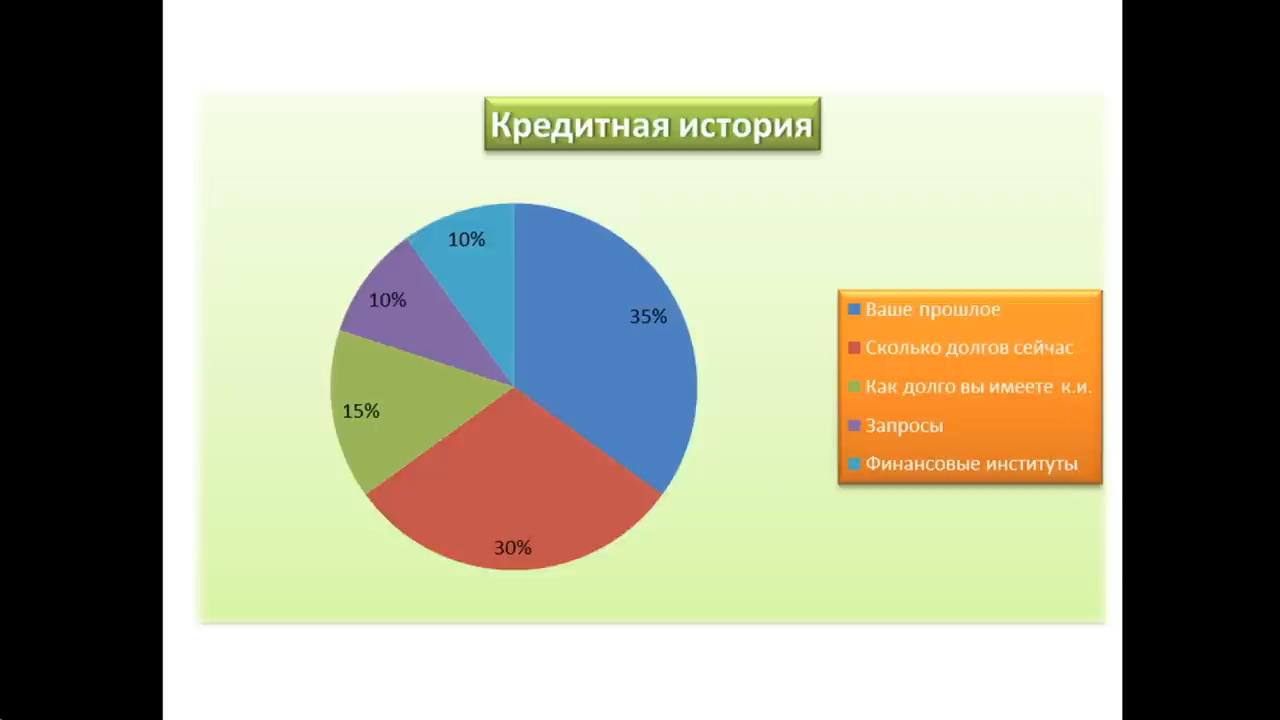 Кредитная история
10%
10%
35%
15%
30%
Ваше прошлое
Сколько долгов сейчас
Как долго вы имеете к.и.
Запросы
Финансовые институты